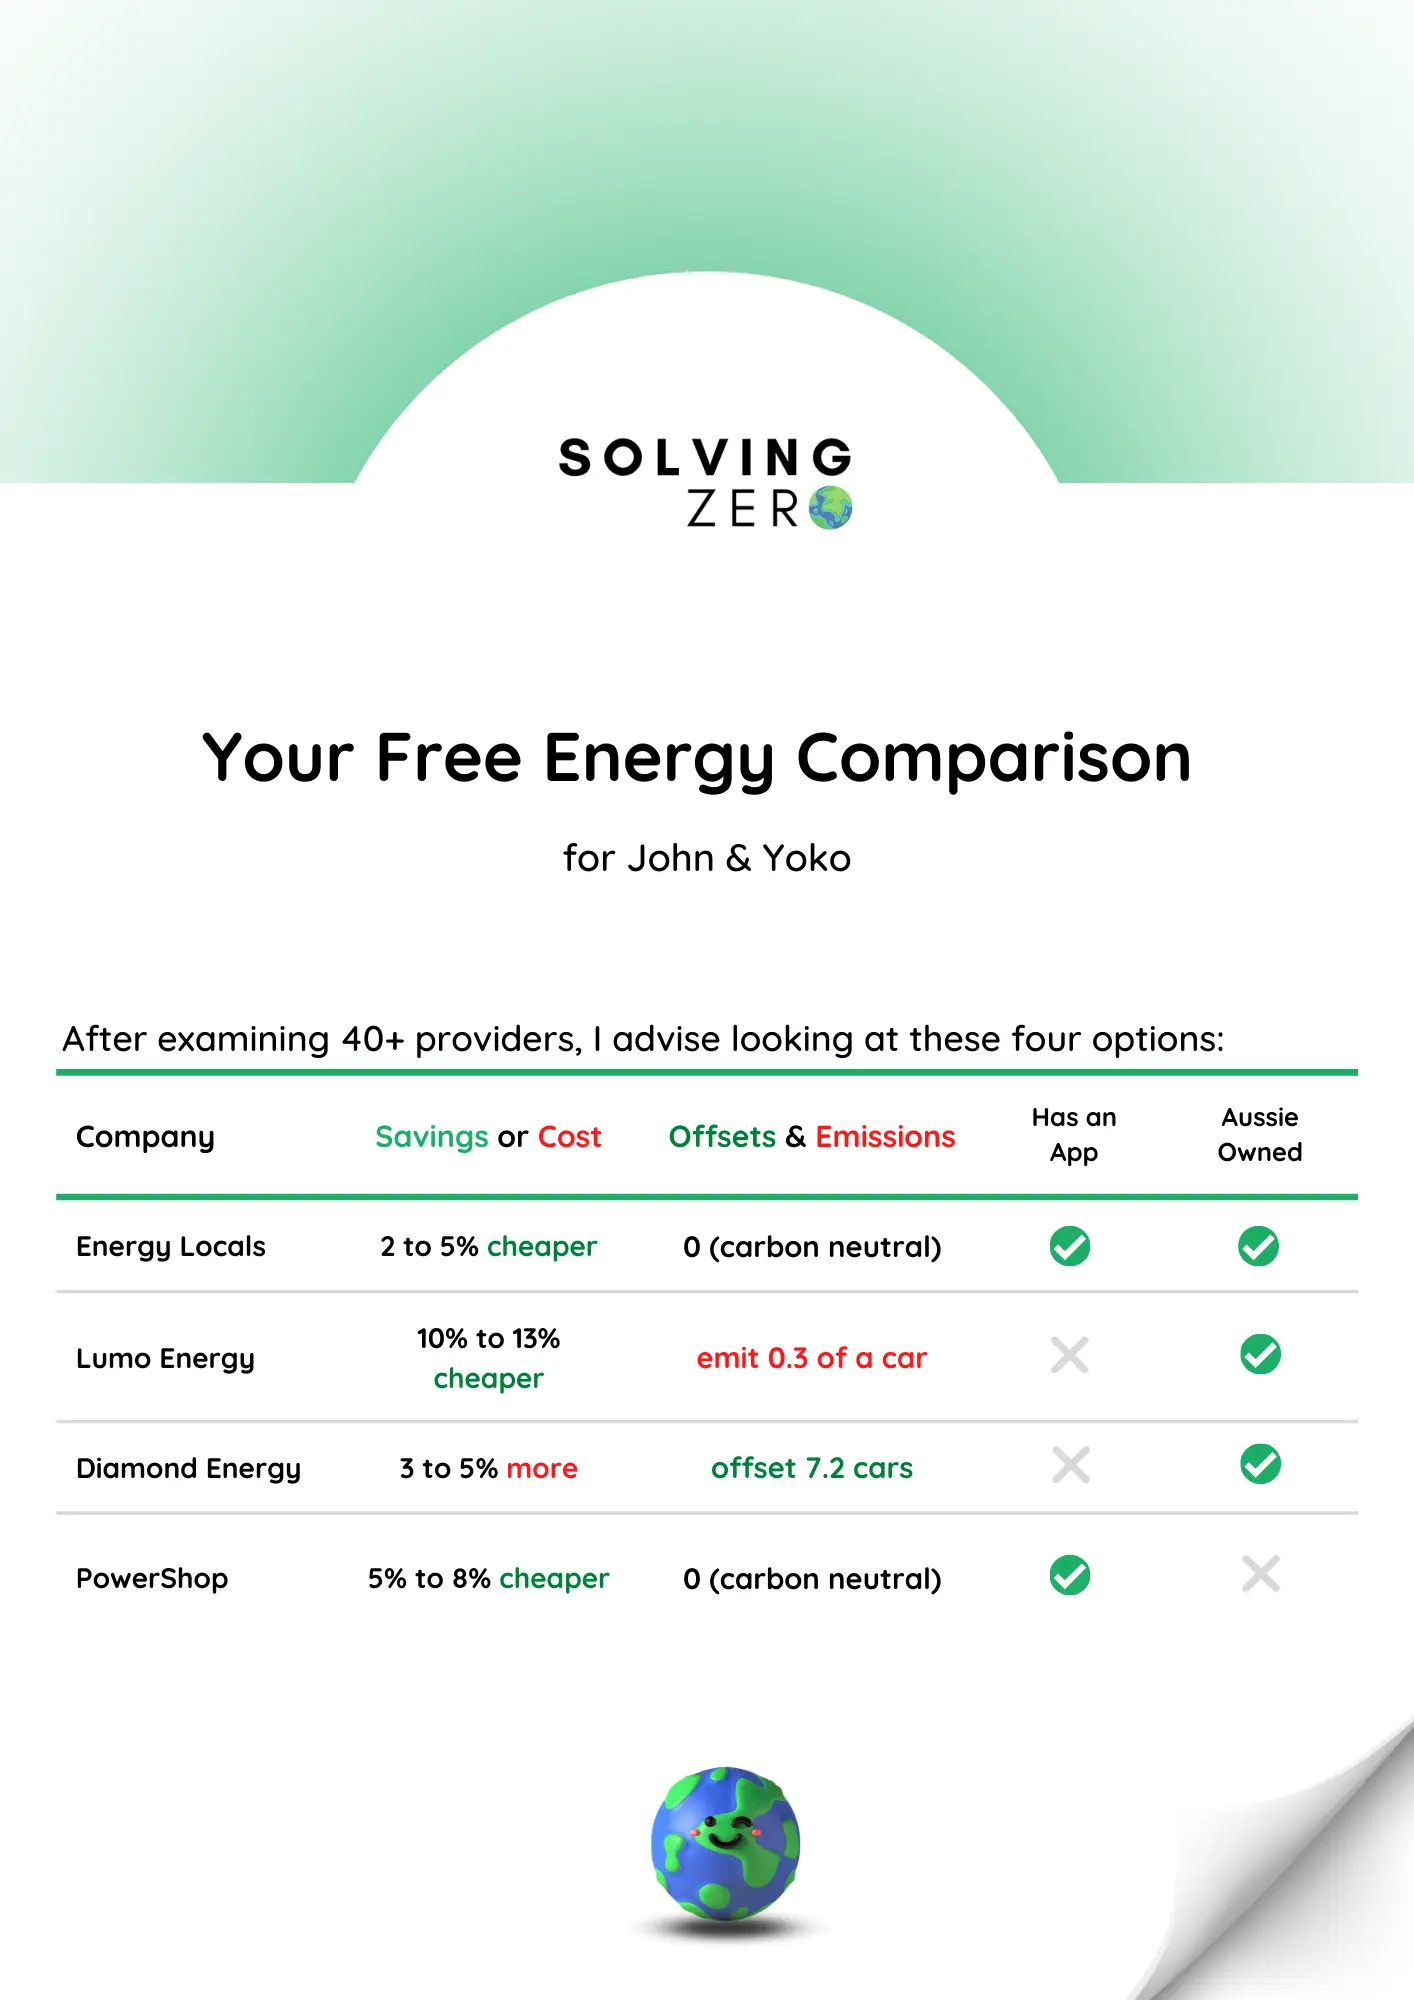 SOLVING
ZERO
Your Free Energy Comparison
for John & Yoko
After examining 40+ providers, I advise looking at these four options:
Company Savings or Cost Offsets & Emissions Has an App Aussie Owned
Energy Locals 2 to 5% cheaper 0 (carbon neutral)
Lumo Energy 10% to 13% cheaper emit 0.3 of a car
Diamond Energy 3 to 5% more offset 7.2 cars
PowerShop 5% to 8% cheaper 0 (carbon neutral)